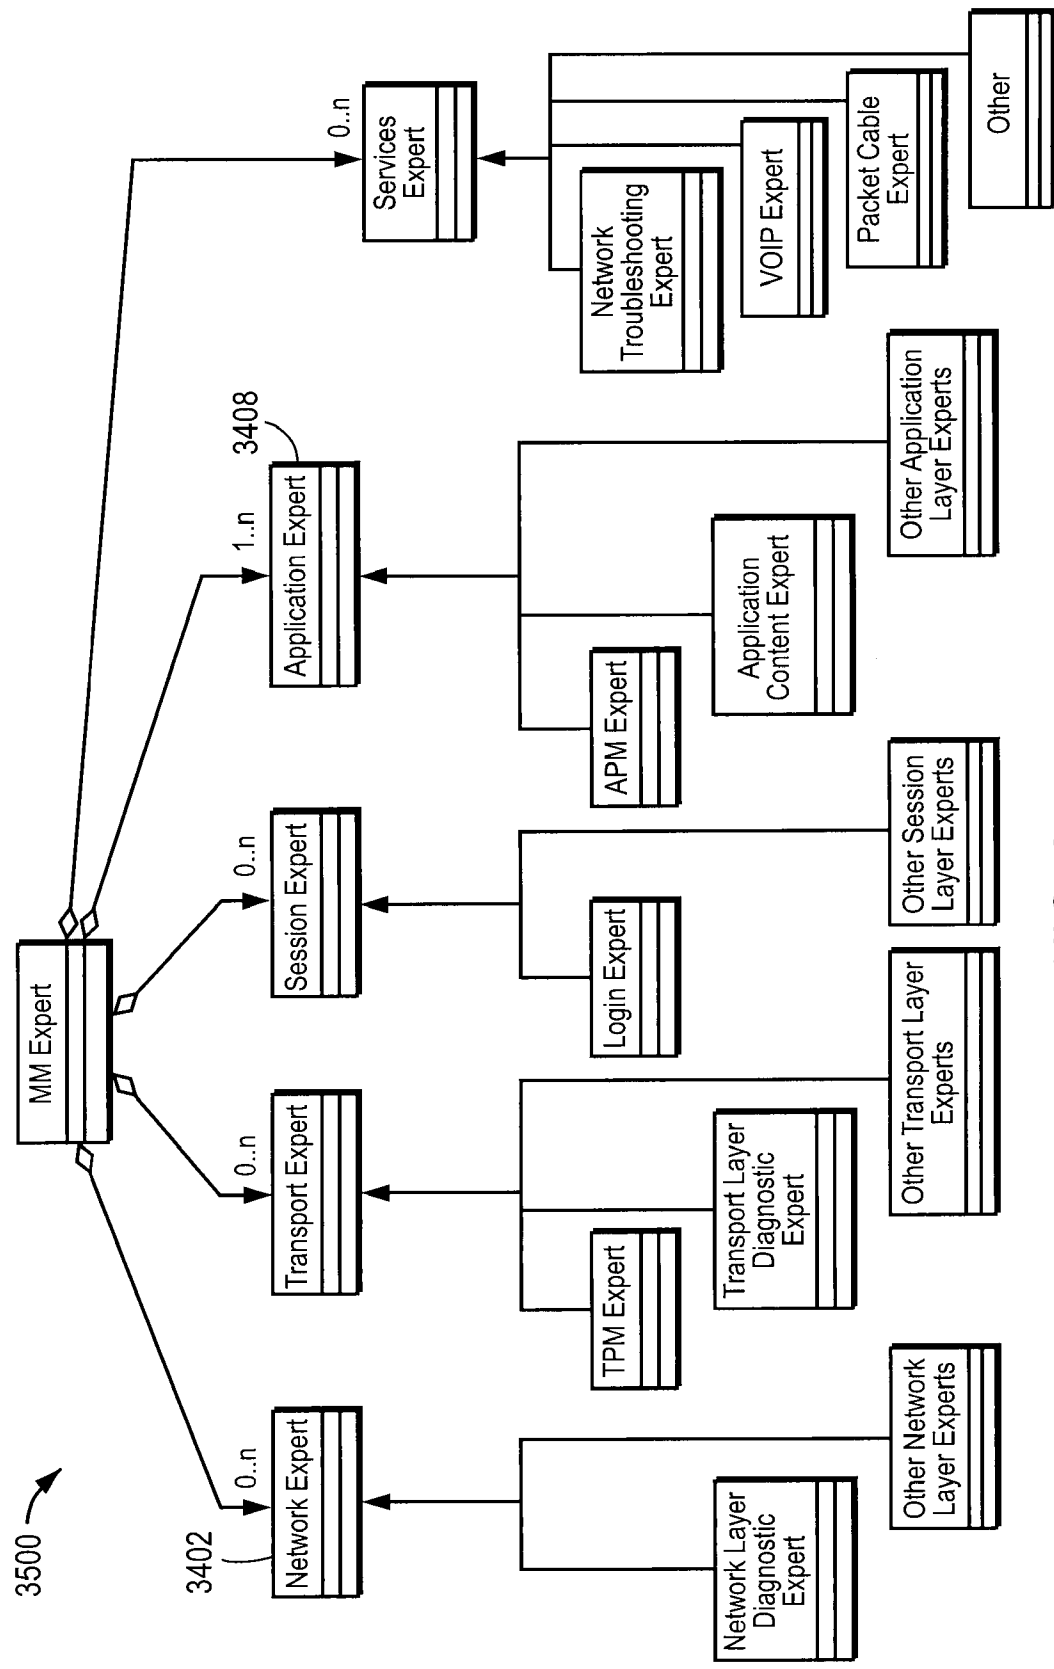 3500
MM Expert
0..n
0..n
0..n
1..n
0..n
3402
3408
Network Expert
Transport Expert
Session Expert
Application Expert
Services
Expert
Network Layer
Diagnostic
Expert
Other Network
Layer Experts
TPM Expert
Transport Layer
Diagnostic
Expert
Other Transport Layer
Experts
Login Expert
Other Session
Layer Experts
APM Expert
Application
Content Expert
Other Application
Layer Experts
Network
Troubleshooting
Expert
VOIP Expert
Packet Cable
Expert
Other